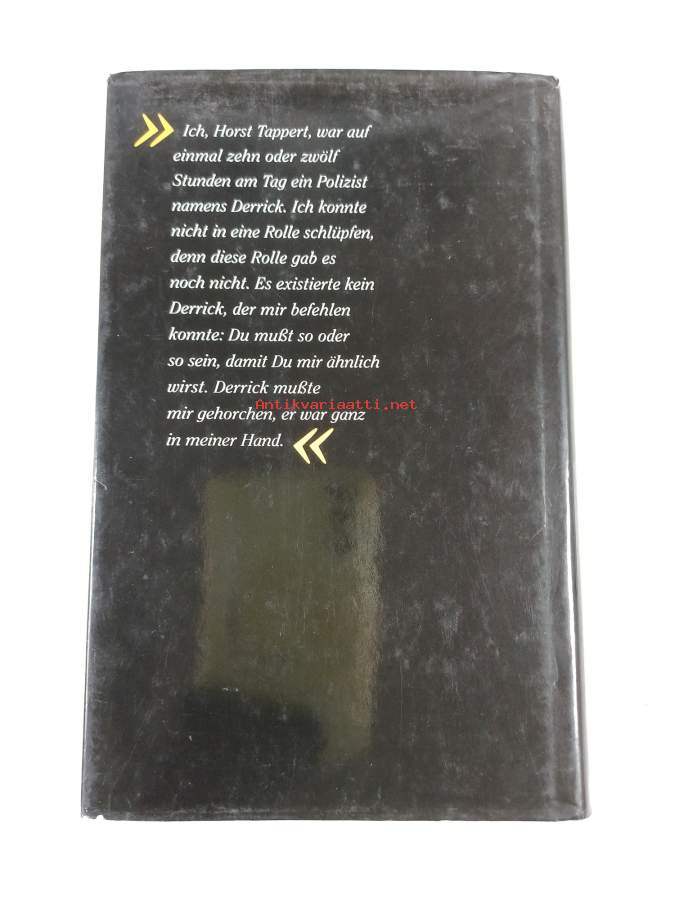 » Ich, Horst Tappert, war auf
einmal zehn oder zwölf
Stunden am Tag ein Polizist
namens Derrick. Ich konnte
nicht in eine Rolle schlüpfen,
denn diese Rolle gab es
noch nicht. Es existierte kein
Derrick, der mir befehlen
konnte: Du mußt so oder
so sein, damit Du mir ähnlich
wirst. Derrick mußte
Antikvariaatti.net
mir gehorchen, er war ganz
in meiner Hand. «